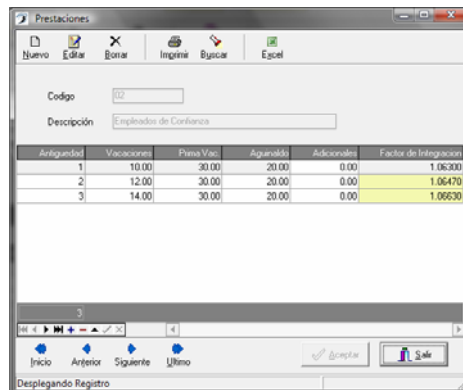 Prestaciones
Nuevo Editar Borrar Imprimir Buscar Excel
Codigo 02
Descripción Empleados de Confianza
Antiguedad Vacaciones Prima Vac. Aguinaldo Adicionales Factor de Integracion
1 10.00 30.00 20.00 0.00 1.06300
2 12.00 30.00 20.00 0.00 1.06470
3 14.00 30.00 20.00 0.00 1.06630
3
Inicio Anterior Siguiente Ultimo Aceptar Salir
Desplegando Registro